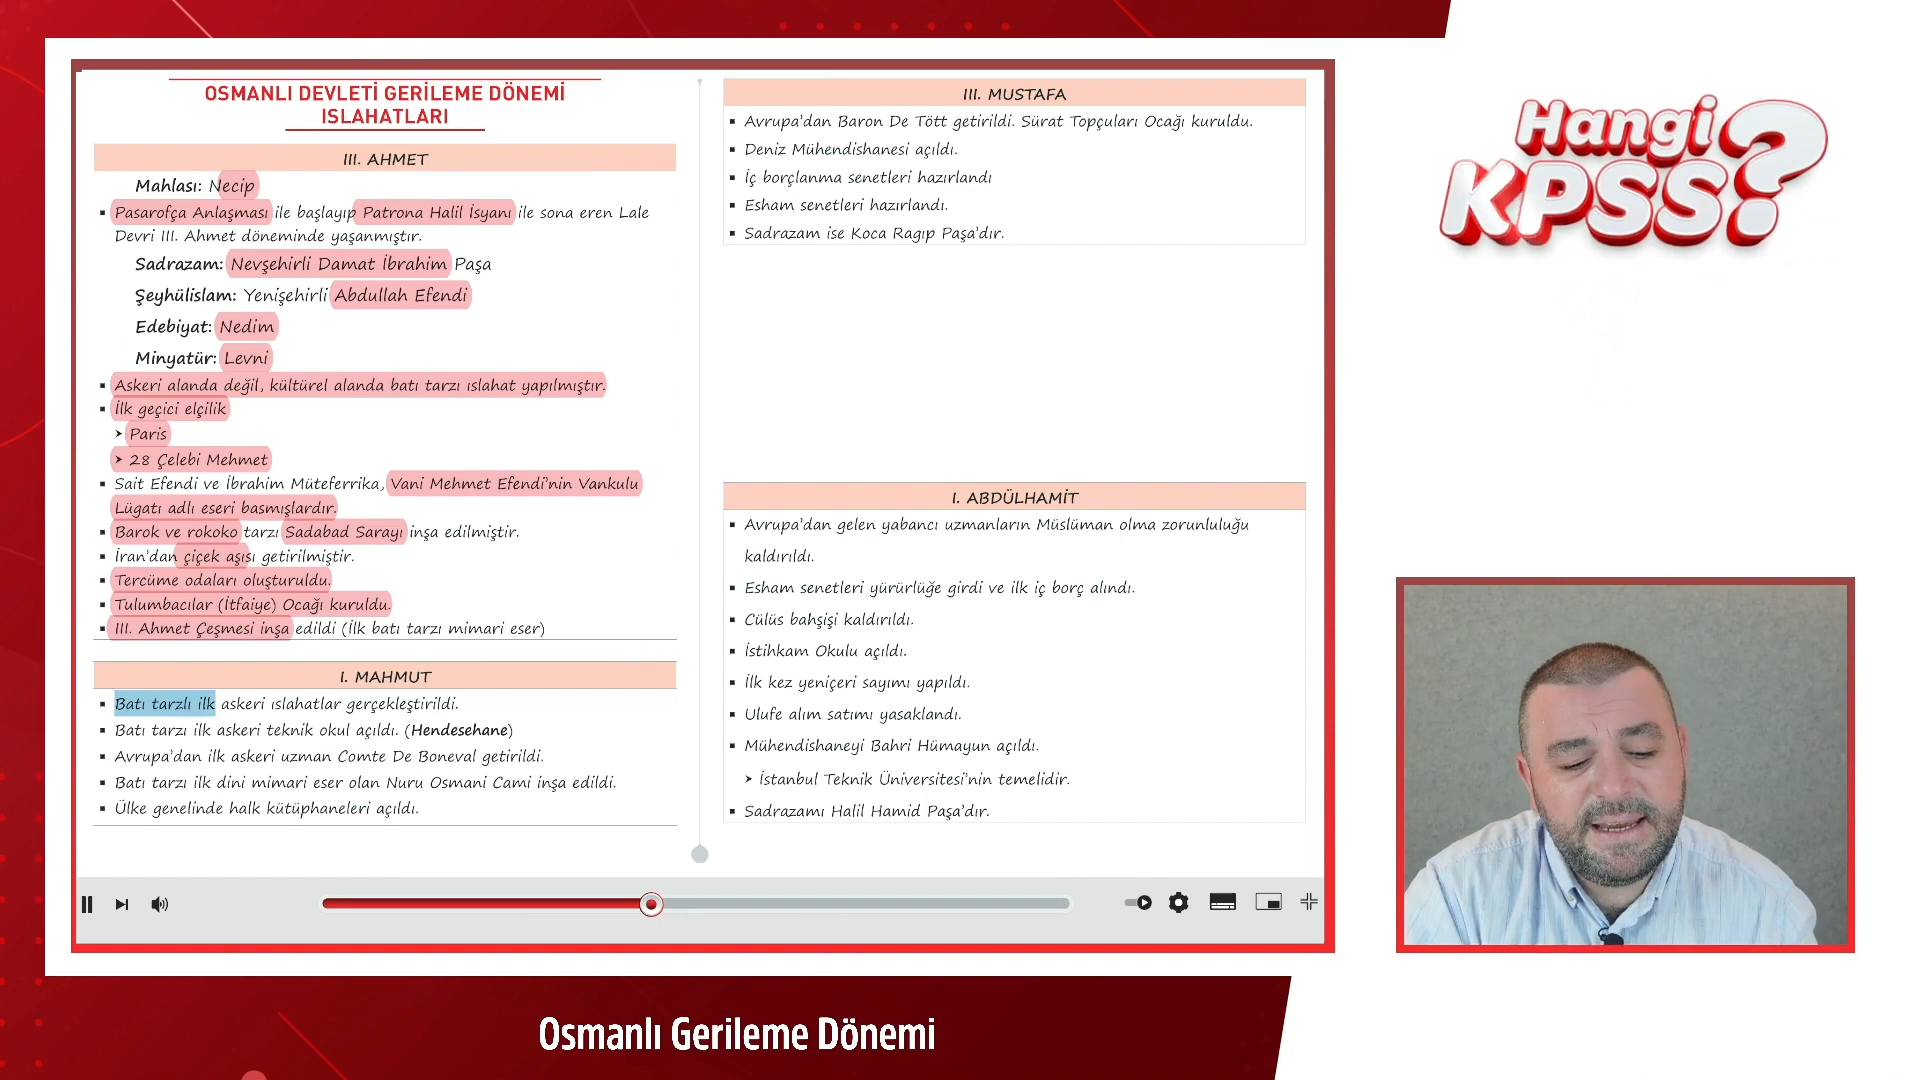 OSMANLI DEVLETİ GERİLEME DÖNEMİ
ISLAHATLARI
III. AHMET
Mahlası: Necip
▪ Pasarofça Anlaşması ile başlayıp Patrona Halil İsyanı ile sona eren Lale
Devri III. Ahmet döneminde yaşanmıştır.
Sadrazam: Nevşehirli Damat İbrahim Paşa
Şeyhülislam: Yenişehirli Abdullah Efendi
Edebiyat: Nedim
Minyatür: Levni
▪ Askeri alanda değil, kültürel alanda batı tarzı ıslahat yapılmıştır.
▪ İlk geçici elçilik
➤ Paris
➤ 28 Çelebi Mehmet
▪ Sait Efendi ve İbrahim Müteferrika, Vani Mehmet Efendi'nin Vankulu
Lügatı adlı eseri basmışlardır.
▪ Barok ve rokoko tarzı Sadabad Sarayı inşa edilmiştir.
▪ İran'dan çiçek aşısı getirilmiştir.
▪ Tercüme odaları oluşturuldu.
▪ Tulumbacılar (İtfaiye) Ocağı kuruldu.
▪ III. Ahmet Çeşmesi inşa edildi (İlk batı tarzı mimari eser)
I. MAHMUT
▪ Batı tarzlı ilk askeri ıslahatlar gerçekleştirildi.
▪ Batı tarzı ilk askeri teknik okul açıldı. (Hendesehane)
▪ Avrupa'dan ilk askeri uzman Comte De Boneval getirildi.
▪ Batı tarzı ilk dini mimari eser olan Nuru Osmani Cami inşa edildi.
▪ Ülke genelinde halk kütüphaneleri açıldı.
III. MUSTAFA
▪ Avrupa'dan Baron De Tött getirildi. Sürat Topçuları Ocağı kuruldu.
▪ Deniz Mühendishanesi açıldı.
▪ İç borçlanma senetleri hazırlandı
▪ Esham senetleri hazırlandı.
▪ Sadrazam ise Koca Ragıp Paşa'dır.
I. ABDÜLHAMİT
▪ Avrupa'dan gelen yabancı uzmanların Müslüman olma zorunluluğu
kaldırıldı.
▪ Esham senetleri yürürlüğe girdi ve ilk iç borç alındı.
▪ Cülüs bahşişi kaldırıldı.
▪ İstihkam Okulu açıldı.
▪ İlk kez yeniçeri sayımı yapıldı.
▪ Ulufe alım satımı yasaklandı.
▪ Mühendishaneyi Bahri Hümayun açıldı.
➤ İstanbul Teknik Üniversitesi'nin temelidir.
▪ Sadrazamı Halil Hamid Paşa'dır.
Hangi
KPSS?
Osmanlı Gerileme Dönemi